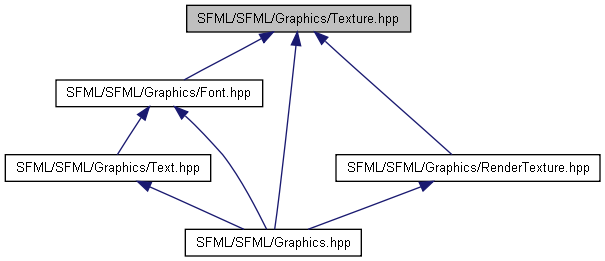 SFML/SFML/Graphics/Texture.hpp
SFML/SFML/Graphics/Font.hpp
SFML/SFML/Graphics/Text.hpp
SFML/SFML/Graphics/RenderTexture.hpp
SFML/SFML/Graphics.hpp